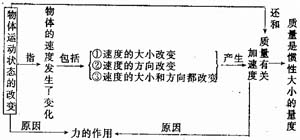 物体运动状态的改变
指
物体的速度发生了变化
包括
①速度的大小改变
②速度的方向改变
③速度的大小和方向都改变
产生
加速度
还和
质量有关
质量是惯性大小的量度
原因
力的作用
原因